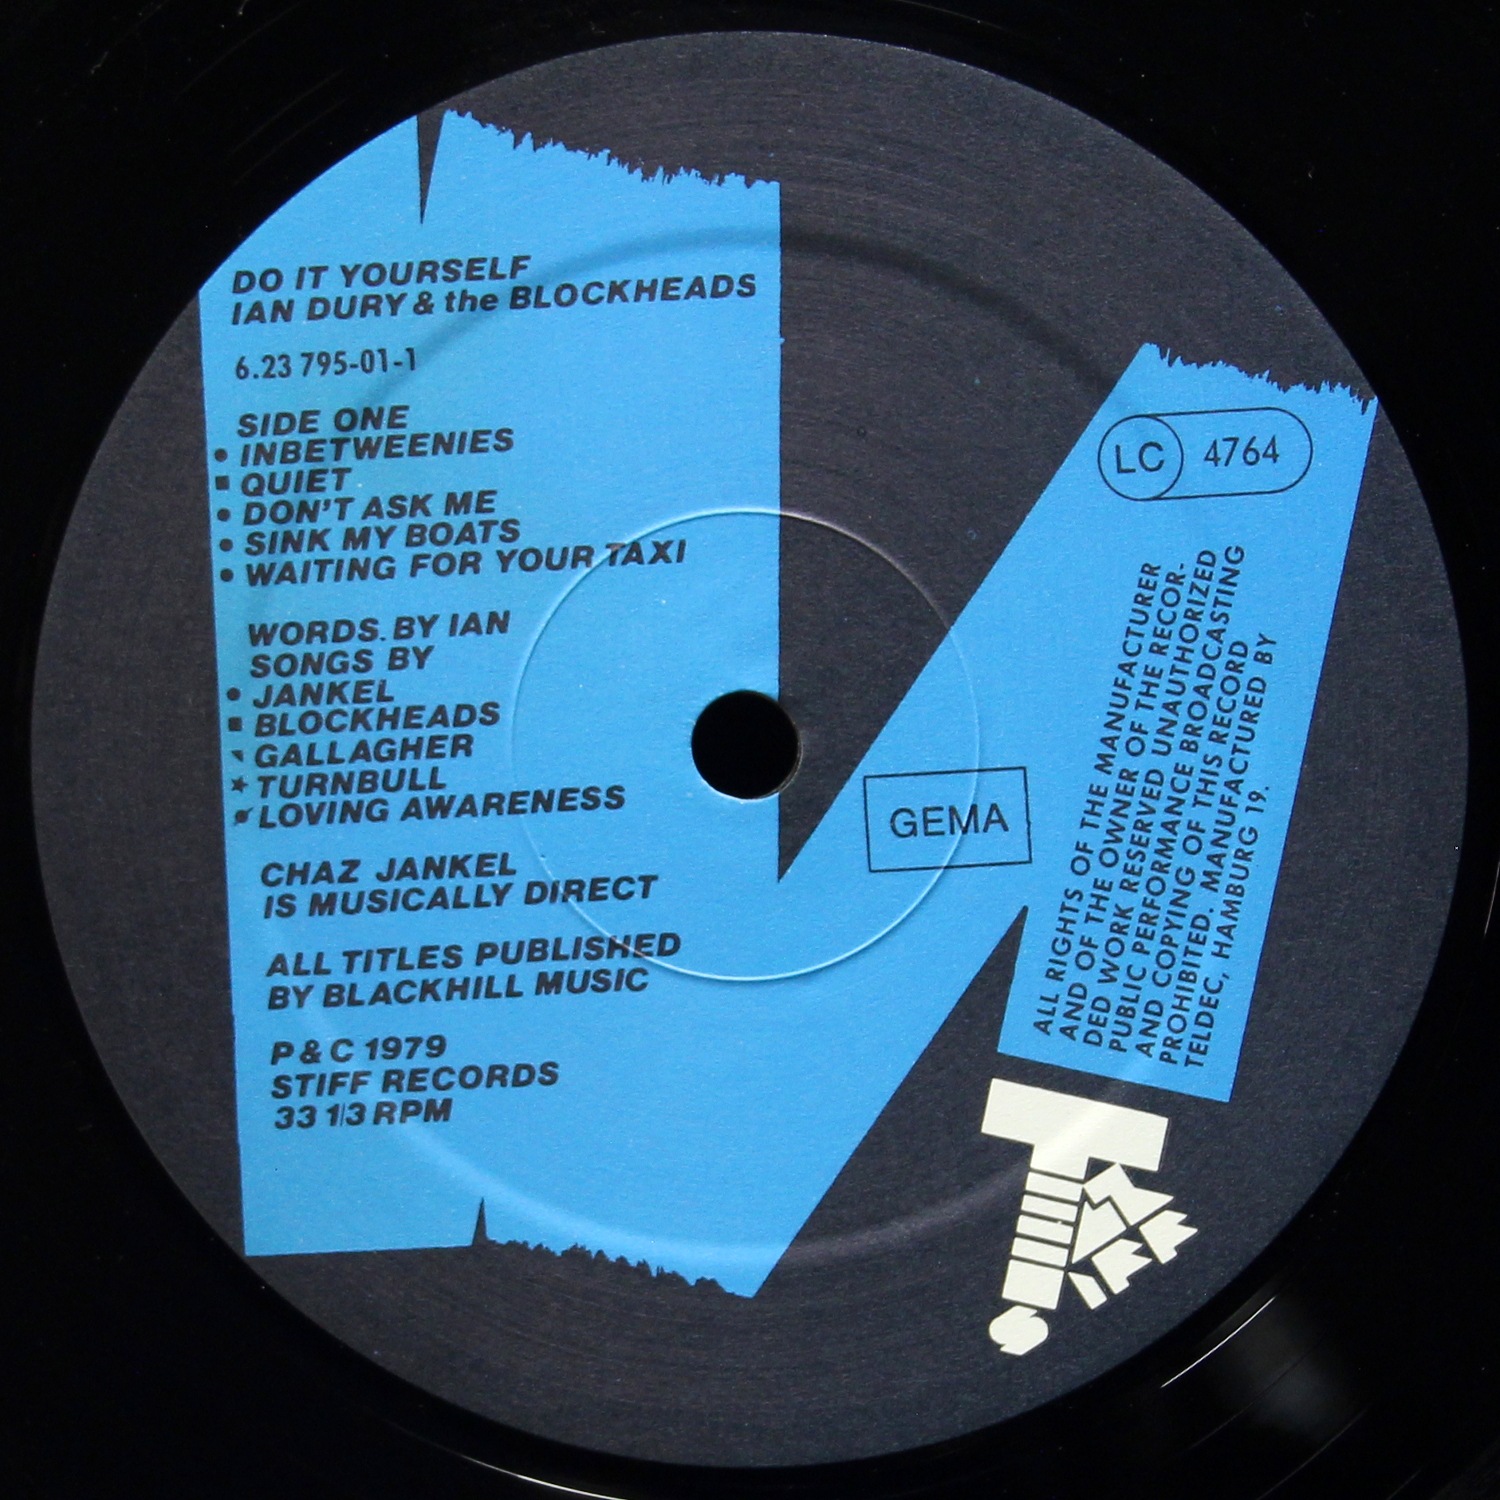 DO IT YOURSELF
IAN DURY & the BLOCKHEADS
6.23 795-01-1
SIDE ONE
• INBETWEENIES
▪ QUIET
• DON'T ASK ME
• SINK MY BOATS
• WAITING FOR YOUR TAXI
WORDS. BY IAN
SONGS BY
• JANKEL
▪ BLOCKHEADS
◥ GALLAGHER
★ TURNBULL
LOVING AWARENESS
CHAZ JANKEL
IS MUSICALLY DIRECT
ALL TITLES PUBLISHED
BY BLACKHILL MUSIC
P & C 1979
STIFF RECORDS
33 1/3 RPM
LC 4764
GEMA
ALL RIGHTS OF THE MANUFACTURER
AND OF THE OWNER OF THE RECOR-
DED WORK RESERVED UNAUTHORIZED
PUBLIC PERFORMANCE BROADCASTING
AND COPYING OF THIS RECORD
PROHIBITED. MANUFACTURED BY
TELDEC, HAMBURG 19.